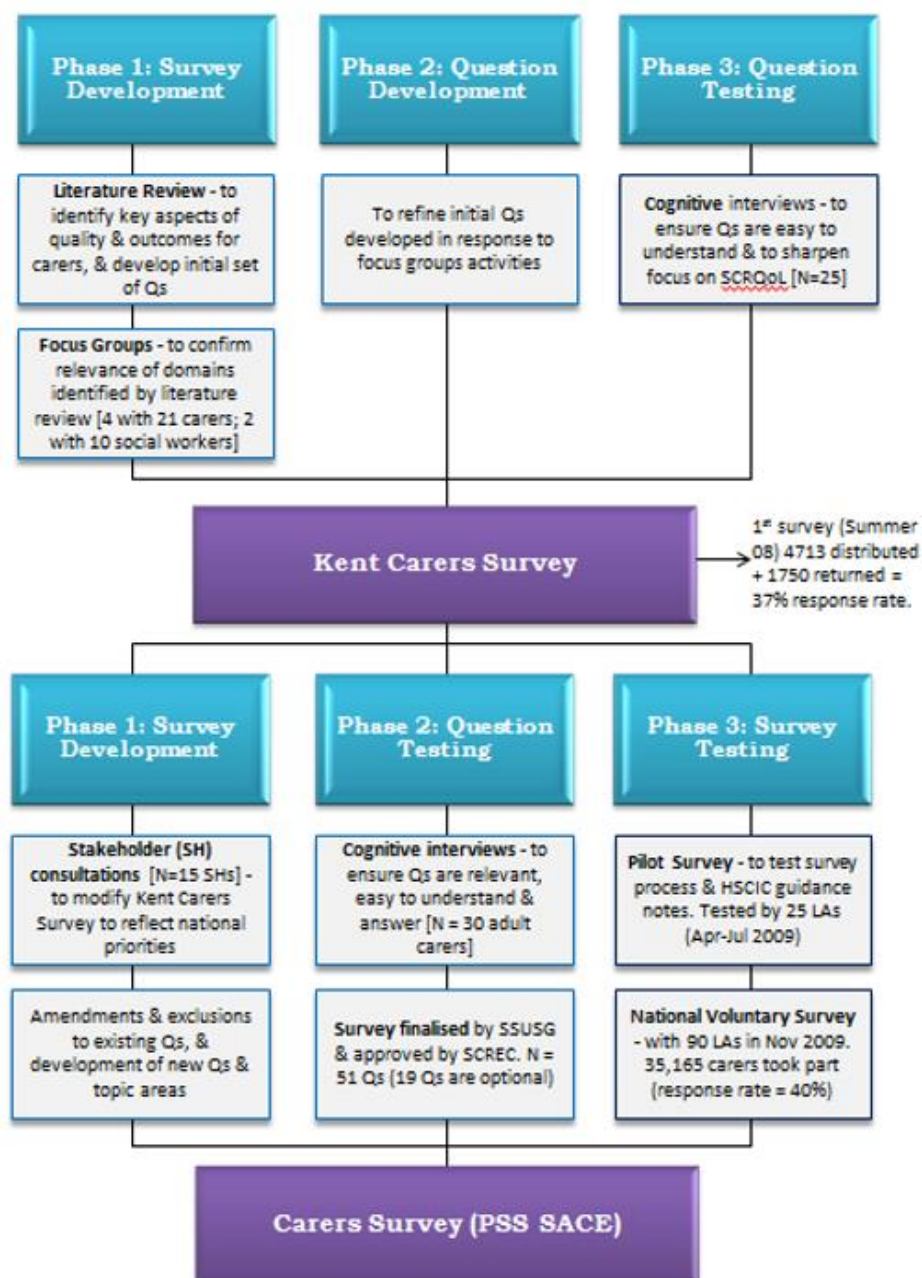 Phase 1: Survey
Development
Phase 2: Question
Development
Phase 3: Question
Testing
Literature Review - to
identify key aspects of
quality & outcomes for
carers, & develop initial set
of Qs
Focus Groups - to confirm
relevance of domains
identified by literature
review [4 with 21 carers; 2
with 10 social workers]
To refine initial Qs
developed in response to
focus groups activities
Cognitive interviews - to
ensure Qs are easy to
understand & to sharpen
focus on SCRQoL [N=25]
Kent Carers Survey
1st survey (Summer
08) 4713 distributed
+ 1750 returned =
37% response rate.
Phase 1: Survey
Development
Phase 2: Question
Testing
Phase 3: Survey
Testing
Stakeholder (SH)
consultations [N=15 SHs] -
to modify Kent Carers
Survey to reflect national
priorities
Amendments & exclusions
to existing Qs, &
development of new Qs &
topic areas
Cognitive interviews - to
ensure Qs are relevant,
easy to understand &
answer [N = 30 adult
carers]
Survey finalised by SSUSG
& approved by SCREC. N =
51 Qs (19 Qs are optional)
Pilot Survey - to test survey
process & HSCIC guidance
notes. Tested by 25 LAs
(Apr-Jul 2009)
National Voluntary Survey
- with 90 LAs in Nov 2009.
35,165 carers took part
(response rate = 40%)
Carers Survey (PSS SACE)